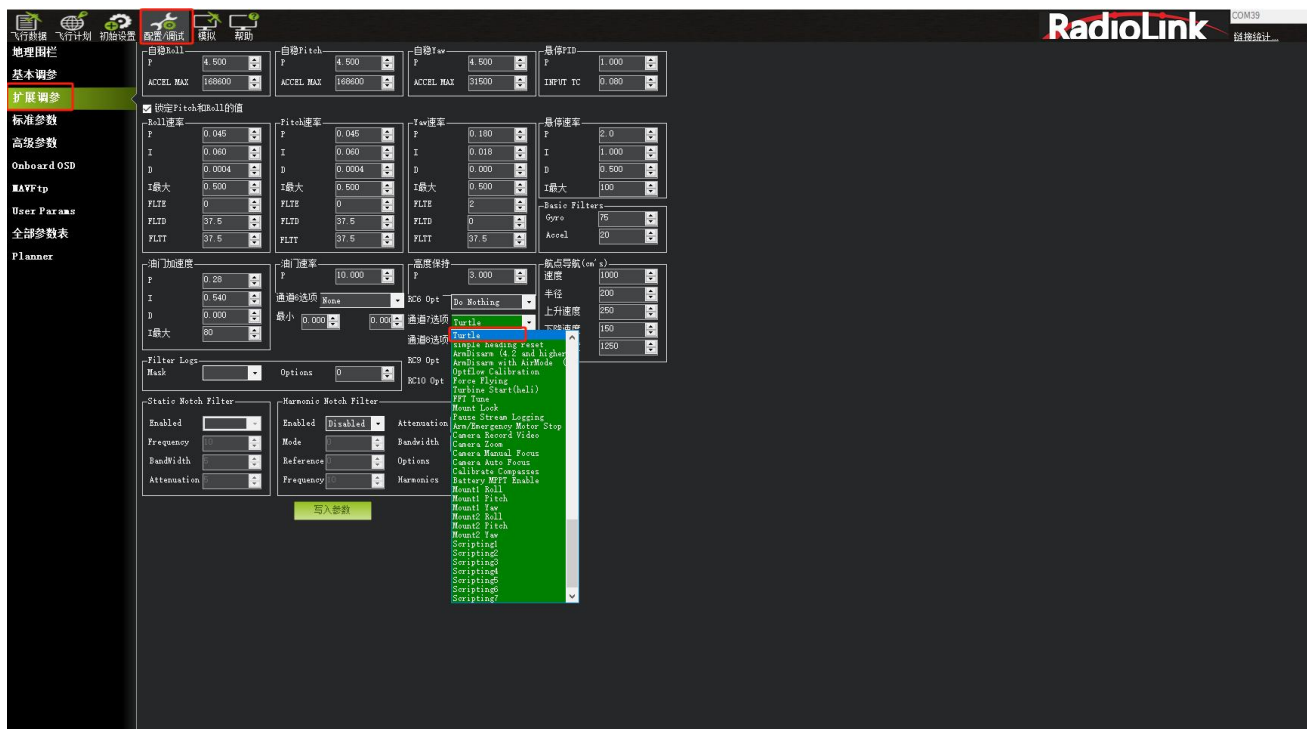 飞行数据 飞行计划 初始设置 配置/调试 模拟 帮助
RadioLink
COM39
链接统计...
地理围栏
基本调参
扩展调参
标准参数
高级参数
Onboard OSD
MAVFtp
User Params
全部参数表
Planner
自稳Roll
P 4.500
ACCEL MAX 168600
自稳Pitch
P 4.500
ACCEL MAX 168600
自稳Yaw
P 4.500
ACCEL MAX 31500
悬停PID
P 1.000
INPUT TC 0.080
锁定Pitch和Roll的值
Roll速率
P 0.045
I 0.060
D 0.0004
I最大 0.500
FLTE 0
FLTD 37.5
FLTT 37.5
Pitch速率
P 0.045
I 0.060
D 0.0004
I最大 0.500
FLTE 0
FLTD 37.5
FLTT 37.5
Yaw速率
P 0.180
I 0.018
D 0.000
I最大 0.500
FLTE 2
FLTD 0
FLTT 37.5
悬停速率
P 2.0
I 1.000
D 0.500
I最大 100
Basic Filters
Gyro 75
Accel 20
油门加速度
P 0.28
I 0.540
D 0.000
I最大 80
油门速率
P 10.000
通道6选项 None
最小 0.000 0.00
高度保持
P 3.000
RC6 Opt Do Nothing
通道7选项 Turtle
通道8选项
RC9 Opt
RC10 Opt
航点导航(cm's)
速度 1000
半径 200
上升速度 250
下降速度 150
1250
Turtle
simple heading reset
ArmDisarm (4.2 and higher
ArmDisarm with AirMode (
Optflow Calibration
Force Flying
Turbine Start(heli)
FFT Tune
Mount Lock
Pause Stream Logging
Arm/Emergency Motor Stop
Camera Record Video
Camera Zoom
Camera Manual Focus
Camera Auto Focus
Calibrate Compasses
Battery MPPT Enable
Mount1 Roll
Mount1 Pitch
Mount1 Yaw
Mount2 Roll
Mount2 Pitch
Mount2 Yaw
Scripting1
Scripting2
Scripting3
Scripting4
Scripting5
Scripting6
Scripting7
Filter Logs
Mask
Options 0
Static Notch Filter
Enabled
Frequency 10
BandWidth 5
Attenuation 5
Harmonic Notch Filter
Enabled Disabled
Mode 0
Reference 0
Frequency 10
Attenuation
Bandwidth
Options
Harmonics
写入参数